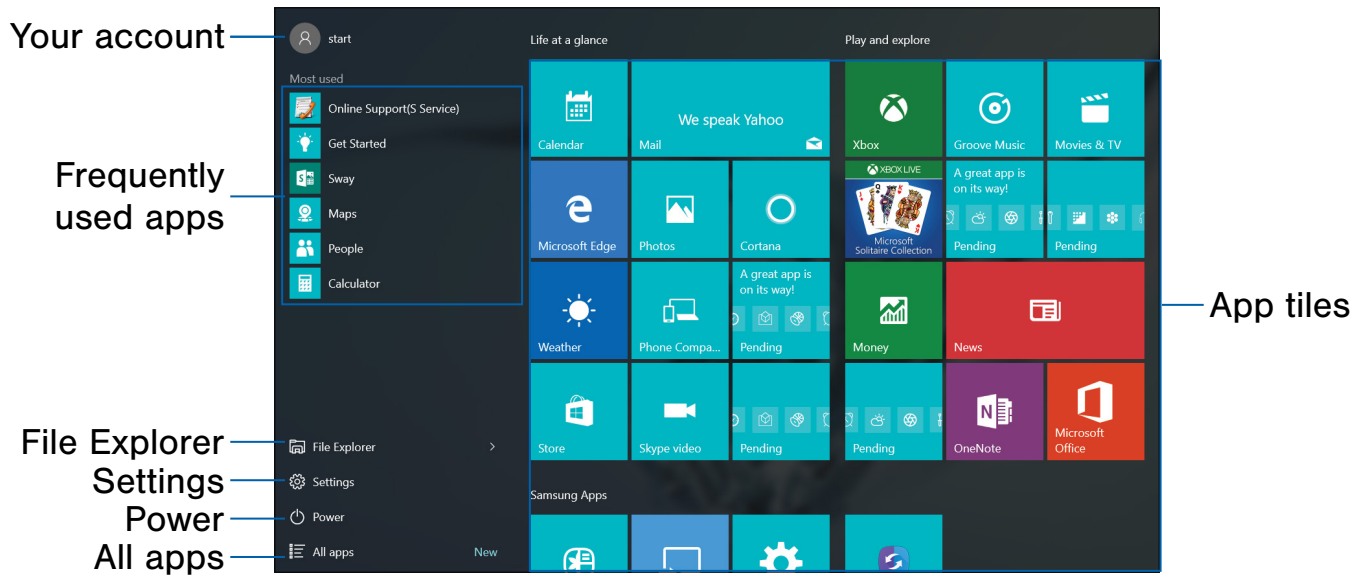 Your account
Frequently
used apps
File Explorer
Settings
Power
All apps
start
Most used
Online Support(S Service)
Get Started
Sway
Maps
People
Calculator
File Explorer
Settings
Power
All apps New
Life at a glance
Calendar
We speak Yahoo
Mail
Microsoft Edge
Photos
Cortana
Weather
Phone Compa...
A great app is
on its way!
Pending
Store
Skype video
Pending
Samsung Apps
Play and explore
Xbox
Groove Music
Movies & TV
XBOX LIVE
Microsoft
Solitaire Collection
A great app is
on its way!
Pending
Pending
Money
News
Pending
N
OneNote
Microsoft
Office
App tiles